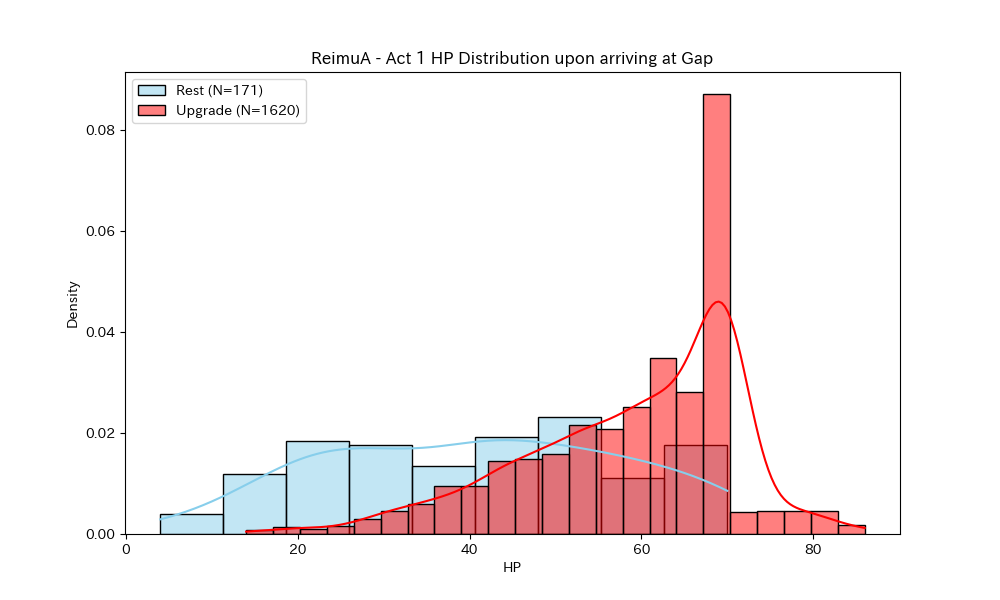 ReimuA - Act 1 HP Distribution upon arriving at Gap
Rest (N=171)
Upgrade (N=1620)
0.08
0.06
0.04
0.02
0.00
Density
0
20
40
60
80
HP